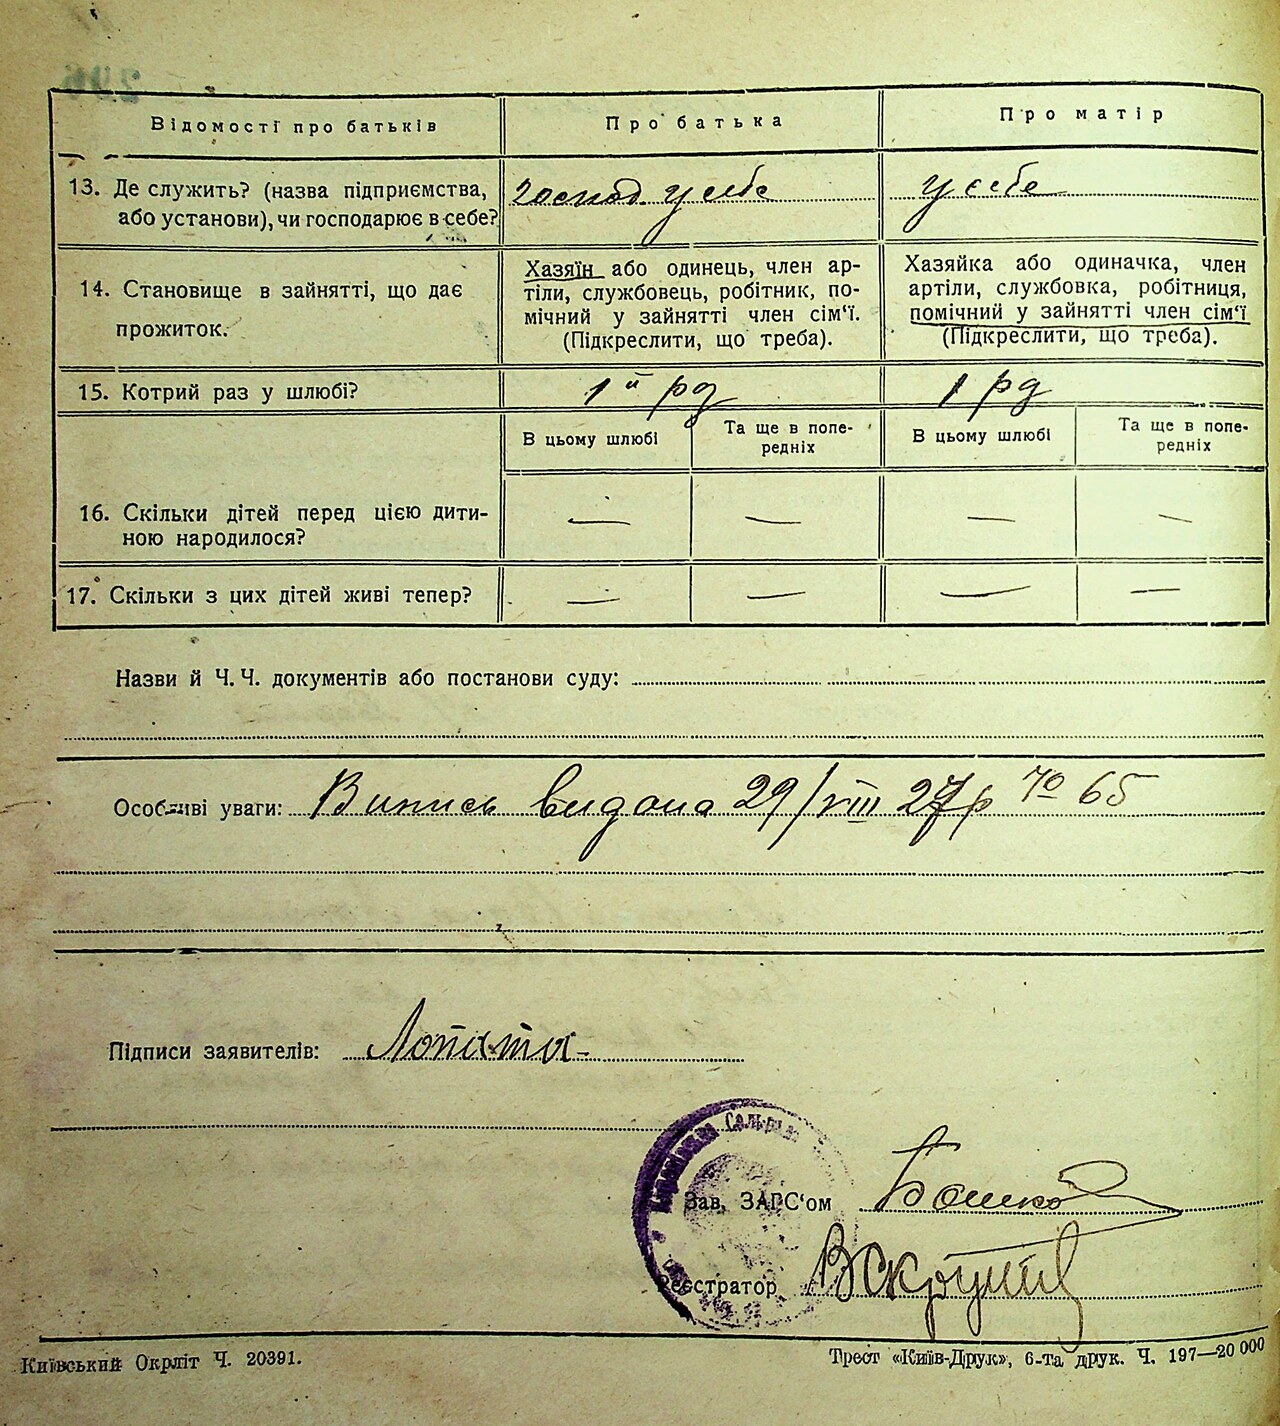 Відомості про батьків
Про батька
Про матір
13. Де служить? (назва підприємства,
або установи), чи господарює в себе?
господ у себе
у себе
14. Становище в зайнятті, що дає
прожиток.
Хазяїн або одинець, член ар-
тіли, службовець, робітник, по-
мічний у зайнятті член сім'ї.
(Підкреслити, що треба).
Хазяйка або одиначка, член
артіли, службовка, робітниця,
помічний у зайнятті член сім'ї
(Підкреслити, що треба).
15. Котрий раз у шлюбі?
1й рд
1 рд
В цьому шлюбі
Та ще в попе-
редніх
В цьому шлюбі
Та ще в попе-
редніх
16. Скільки дітей перед цією дити-
ною народилося?
— — — —
17. Скільки з цих дітей живі тепер?
— — — —
Назви й Ч. Ч. документів або постанови суду:
Особливі уваги: Випись видана 29/VIII 27р № 65
Підписи заявителів: Лопата
Зав. ЗАГС'ом
Реєстратор
Київський Окрліт Ч. 20391.
Трест «Київ-Друк», 6-та друк. Ч. 197—20 000